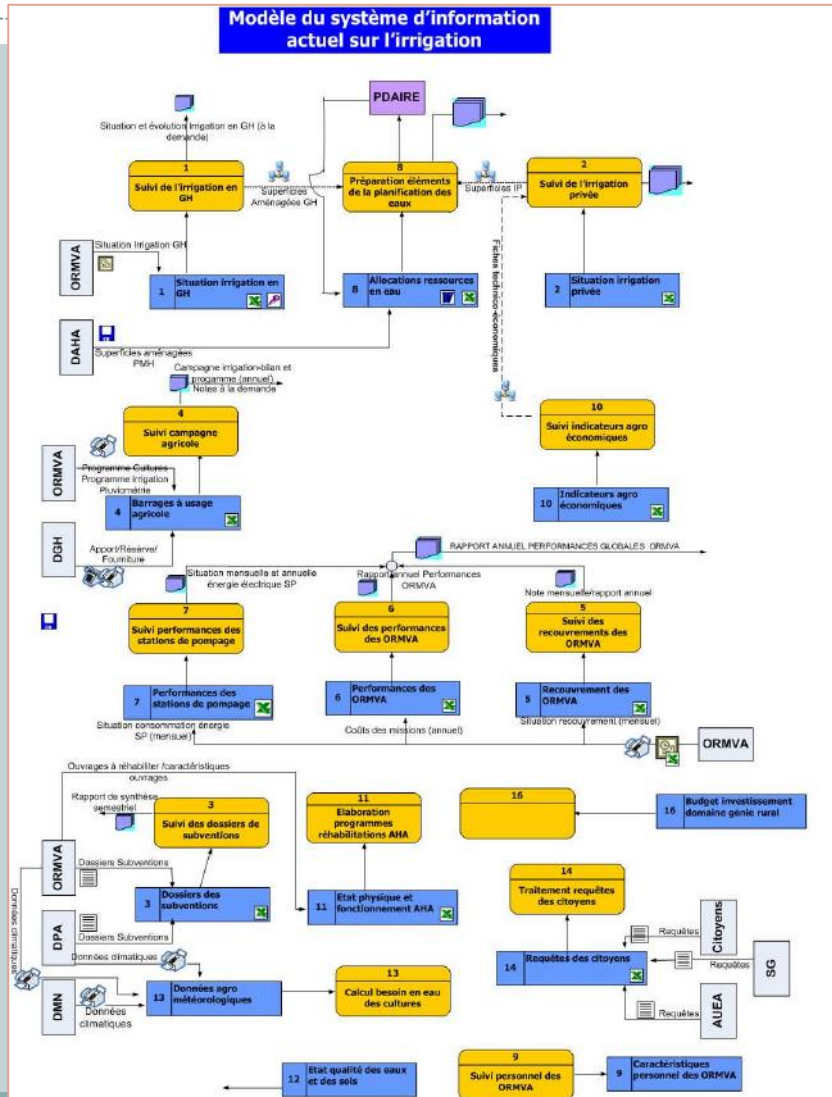 Modèle du système d'information
actuel sur l'irrigation
PDAIRE
Situation et évolution Irrigation en GH (à la
demande)
1
Suivi de l'irrigation en
GH
Superficies
Aménagées GH
8
Préparation éléments
de la planification des
eaux
Superficies IP
2
Suivi de l'irrigation
privée
ORMVA
Situation Irrigation GH
1 Situation irrigation en
GH
8 Allocations ressources
en eau
Fiches technico-économiques
2 Situation irrigation
privée
DAHA
Superficies aménagées
PMH
Campagne irrigation-bilan et
progamme (annuel)
Notes à la demande
4
Suivi campagne
agricole
10
Suivi indicateurs agro
économiques
ORMVA
Programme Cultures
Programme Irrigation
Pluviométrie
4 Barrages à usage
agricole
10 Indicateurs agro
économiques
DGH
Apport/Réserve/
Fourniture
RAPPORT ANNUEL PERFORMANCES GLOBALES ORMVA
Situation mensuelle et annuelle
énergie électrique SP
Rapport annuel Performances
ORMVA
Note mensuelle/rapport annuel
7
Suivi performances des
stations de pompage
6
Suivi des performances
des ORMVA
5
Suivi des
recouvrements des
ORMVA
7 Performances des
stations de pompage
6 Performances des
ORMVA
5 Recouvrement des
ORMVA
Situation consommation énergie
SP (mensuel)
Coûts des missions (annuel)
Situation recouvrement (mensuel)
ORMVA
Ouvrages à réhabiliter /caractéristiques
ouvrages
Rapport de synthèse
semestriel
3
Suivi des dossiers de
subventions
11
Elaboration
programmes
réhabilitations AHA
16
16 Budget investissement
domaine génie rural
ORMVA
Dossiers Subventions
3 Dossiers des
subventions
11 Etat physique et
fonctionnement AHA
14
Traitement requêtes
des citoyens
DPA
Dossiers Subventions
Données climatiques
Données climatiques
14 Requêtes des citoyens
Requêtes
Citoyens
Requêtes
SG
Requêtes
AUEA
DMN
Données
climatiques
13 Données agro
météorologiques
13
Calcul besoin en eau
des cultures
12 Etat qualité des eaux
et des sols
9
Suivi personnel des
ORMVA
9 Caractéristiques
personnel des ORMVA